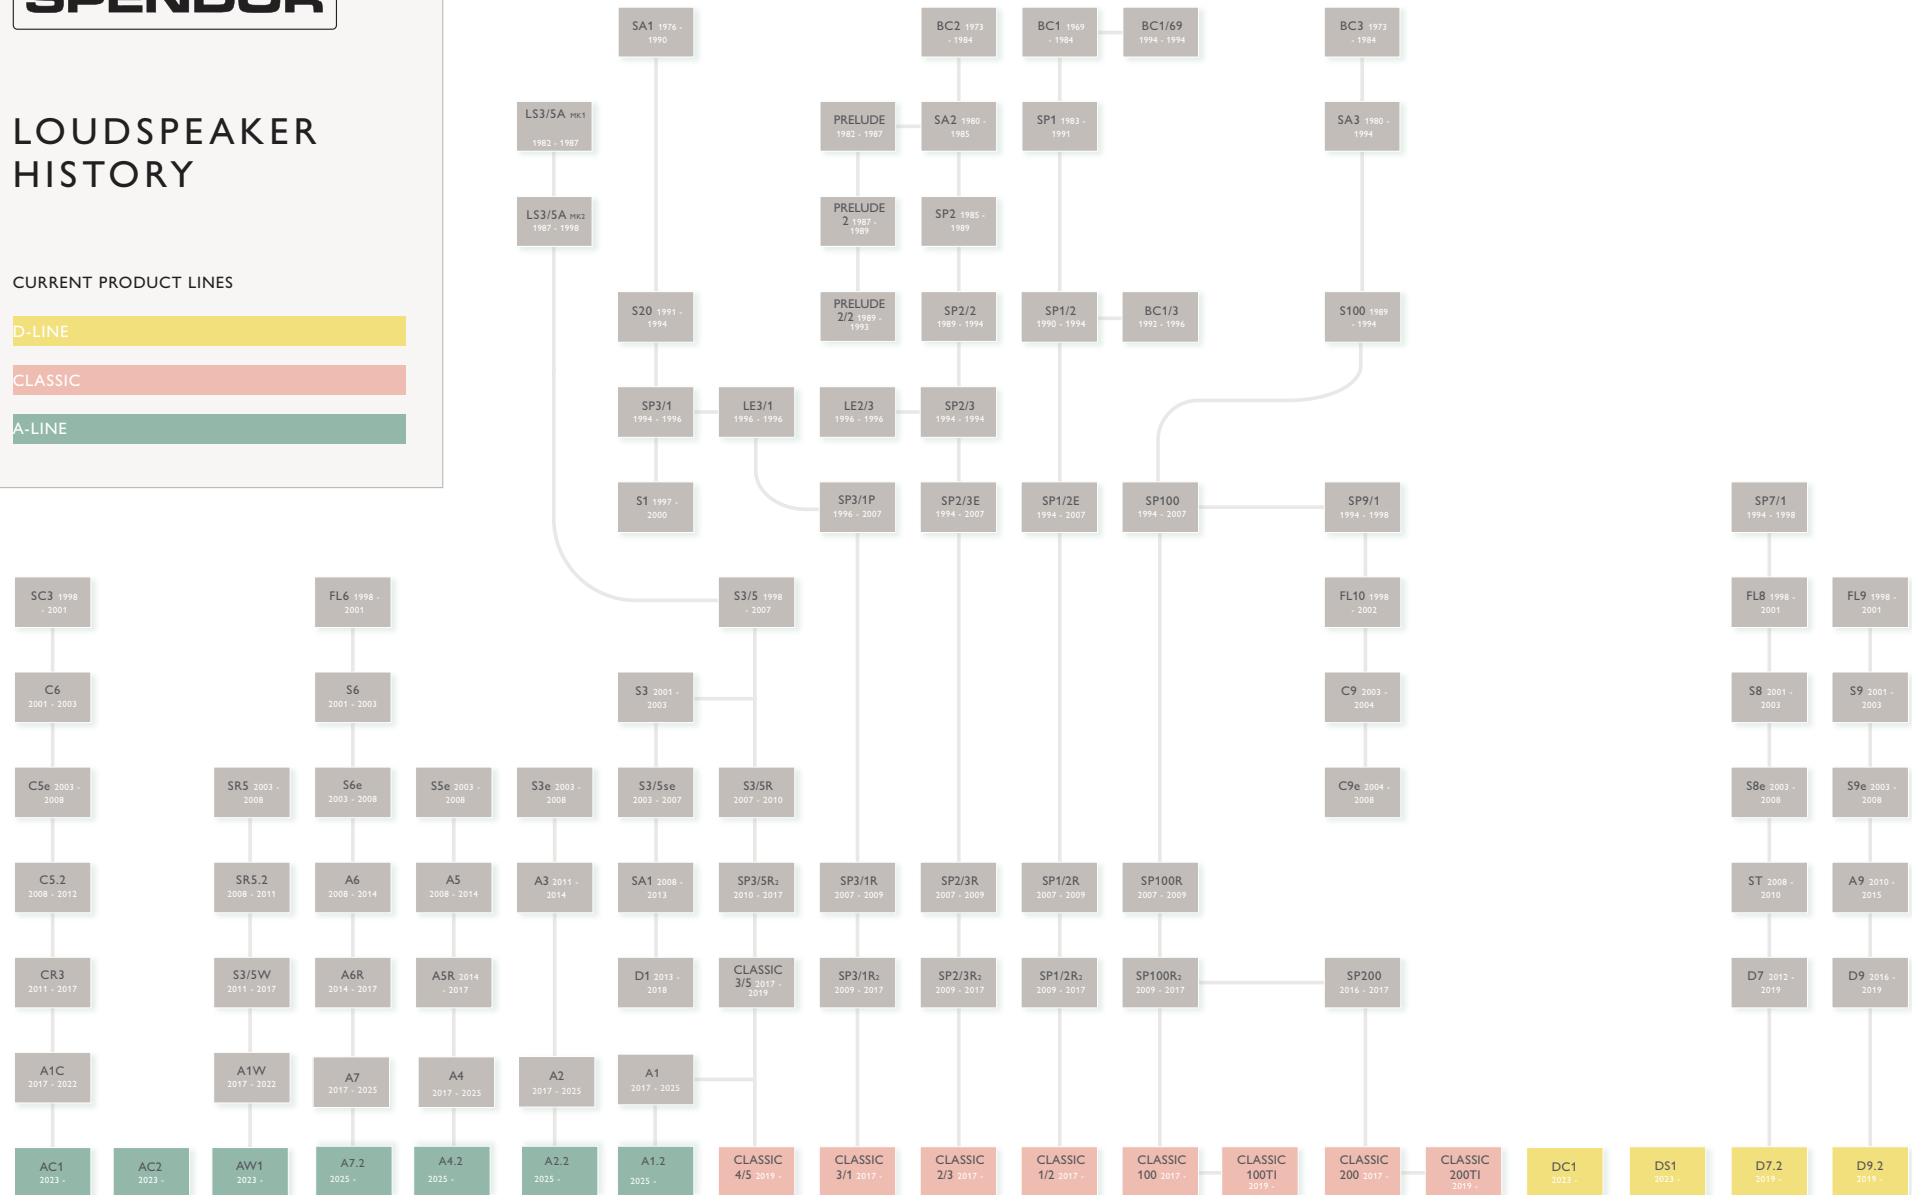 SPENDOR
LOUDSPEAKER
HISTORY
CURRENT PRODUCT LINES
D-LINE
CLASSIC
A-LINE
SA1 1976 -
1990
BC2 1973
- 1984
BC1 1969
- 1984
BC1/69
1994 - 1994
BC3 1973
- 1984
LS3/5A MK1
1982 - 1987
PRELUDE
1982 - 1987
SA2 1980 -
1985
SP1 1983 -
1991
SA3 1980 -
1994
LS3/5A MK2
1987 - 1998
PRELUDE
2 1987 -
1989
SP2 1985 -
1989
S20 1991 -
1994
PRELUDE
2/2 1989 -
1993
SP2/2
1989 - 1994
SP1/2
1990 - 1994
BC1/3
1992 - 1996
S100 1989
- 1994
SP3/1
1994 - 1996
LE3/1
1996 - 1996
LE2/3
1996 - 1996
SP2/3
1994 - 1994
S1 1997 -
2000
SP3/1P
1996 - 2007
SP2/3E
1994 - 2007
SP1/2E
1994 - 2007
SP100
1994 - 2007
SP9/1
1994 - 1998
SP7/1
1994 - 1998
SC3 1998
- 2001
FL6 1998 -
2001
S3/5 1998
- 2007
FL10 1998
- 2002
FL8 1998 -
2001
FL9 1998 -
2001
C6
2001 - 2003
S6
2001 - 2003
S3 2001 -
2003
C9 2003 -
2004
S8 2001 -
2003
S9 2001 -
2003
C5e 2003 -
2008
SR5 2003 -
2008
S6e
2003 - 2008
S5e 2003 -
2008
S3e 2003 -
2008
S3/5se
2003 - 2007
S3/5R
2007 - 2010
C9e 2004 -
2008
S8e 2003 -
2008
S9e 2003 -
2008
C5.2
2008 - 2012
SR5.2
2008 - 2011
A6
2008 - 2014
A5
2008 - 2014
A3 2011 -
2014
SA1 2008 -
2013
SP3/5R2
2010 - 2017
SP3/1R
2007 - 2009
SP2/3R
2007 - 2009
SP1/2R
2007 - 2009
SP100R
2007 - 2009
ST 2008 -
2010
A9 2010 -
2015
CR3
2011 - 2017
S3/5W
2011 - 2017
A6R
2014 - 2017
A5R 2014
- 2017
D1 2013 -
2018
CLASSIC
3/5 2017 -
2019
SP3/1R2
2009 - 2017
SP2/3R2
2009 - 2017
SP1/2R2
2009 - 2017
SP100R2
2009 - 2017
SP200
2016 - 2017
D7 2012 -
2019
D9 2016 -
2019
A1C
2017 - 2022
A1W
2017 - 2022
A7
2017 - 2025
A4
2017 - 2025
A2
2017 - 2025
A1
2017 - 2025
AC1
2023 -
AC2
2023 -
AW1
2023 -
A7.2
2025 -
A4.2
2025 -
A2.2
2025 -
A1.2
2025 -
CLASSIC
4/5 2019 -
CLASSIC
3/1 2017 -
CLASSIC
2/3 2017 -
CLASSIC
1/2 2017 -
CLASSIC
100 2017 -
CLASSIC
100TI
2019 -
CLASSIC
200 2017 -
CLASSIC
200TI
2019 -
DC1
2023 -
DS1
2023 -
D7.2
2019 -
D9.2
2019 -